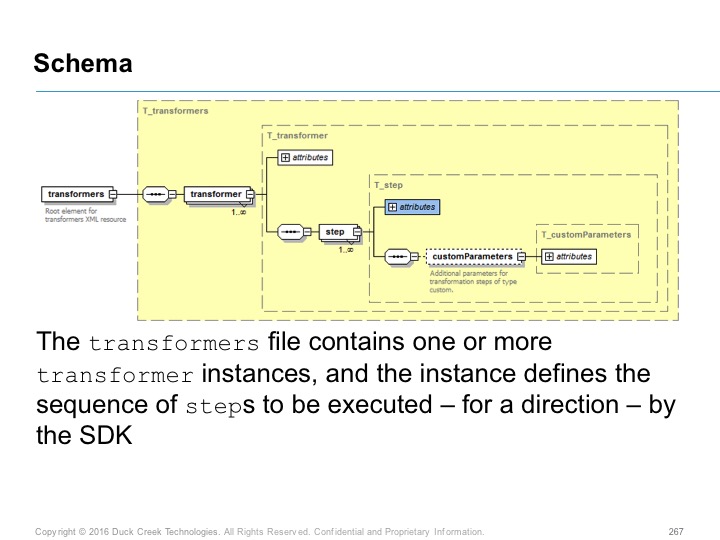 Schema
T_transformers
T_transformer
attributes
T_step
attributes
transformers
transformer
1..∞
Root element for
transformers XML resource
step
1..∞
T_customParameters
customParameters
attributes
Additional parameters for
transformation steps of type
custom.
The transformers file contains one or more
transformer instances, and the instance defines the
sequence of steps to be executed – for a direction – by
the SDK
Copyright © 2016 Duck Creek Technologies. All Rights Reserved. Confidential and Proprietary Information.
267